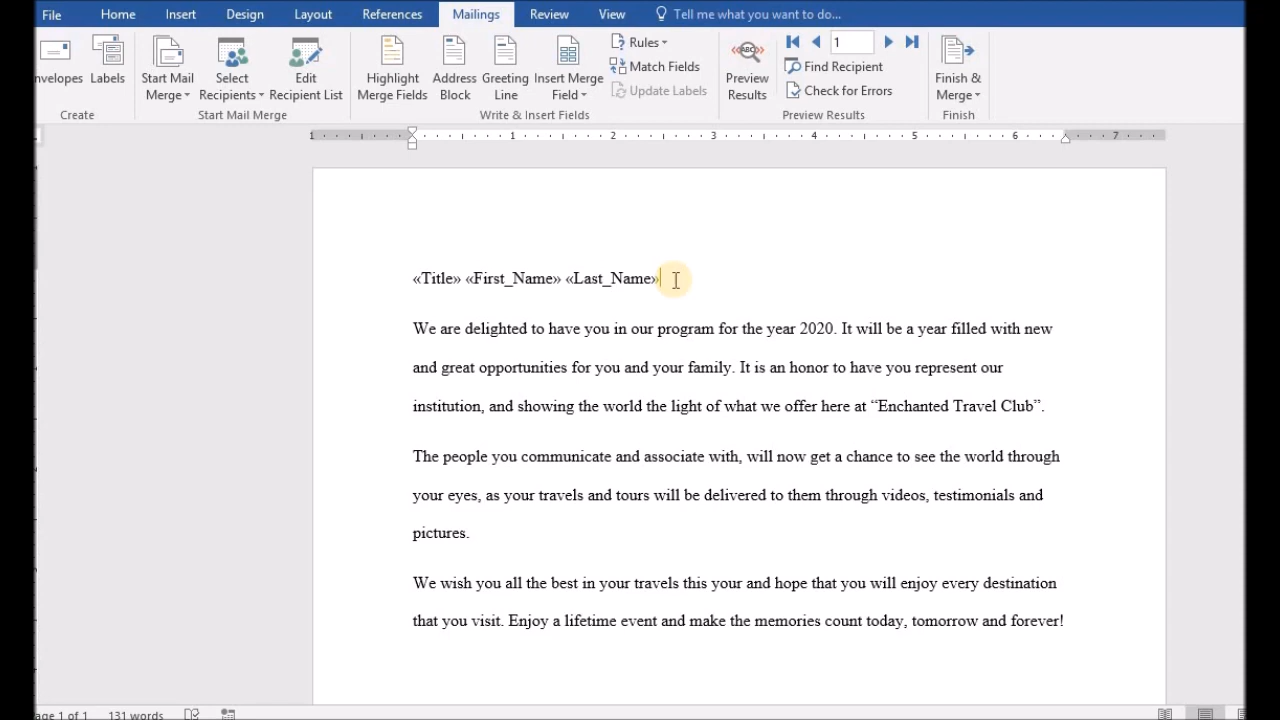 File Home Insert Design Layout References Mailings Review View Tell me what you want to do...
nvelopes Labels Start Mail Merge Select Recipients Edit Recipient List Highlight Merge Fields Address Block Greeting Line Insert Merge Field Rules Match Fields Update Labels Preview Results 1 Find Recipient Check for Errors Finish & Merge
Create Start Mail Merge Write & Insert Fields Preview Results Finish
1 1 2 3 4 5 6 7
«Title» «First_Name» «Last_Name»
We are delighted to have you in our program for the year 2020. It will be a year filled with new
and great opportunities for you and your family. It is an honor to have you represent our
institution, and showing the world the light of what we offer here at “Enchanted Travel Club”.
The people you communicate and associate with, will now get a chance to see the world through
your eyes, as your travels and tours will be delivered to them through videos, testimonials and
pictures.
We wish you all the best in your travels this your and hope that you will enjoy every destination
that you visit. Enjoy a lifetime event and make the memories count today, tomorrow and forever!
age 1 of 1 131 words